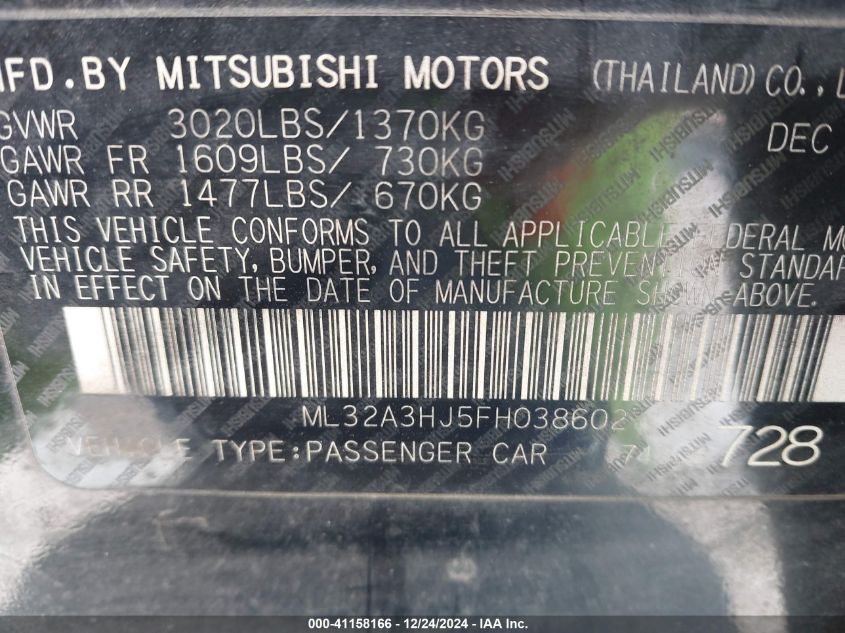 MFD.BY MITSUBISHI MOTORS (THAILAND) CO.,L
GVWR 3020LBS/1370KG DEC
GAWR FR 1609LBS/ 730KG
GAWR RR 1477LBS/ 670KG
THIS VEHICLE CONFORMS TO ALL APPLICABLE FEDERAL MO
VEHICLE SAFETY, BUMPER, AND THEFT PREVENTION STANDAR
IN EFFECT ON THE DATE OF MANUFACTURE SHOWN ABOVE.
ML32A3HJ5FH038602
VEHICLE TYPE:PASSENGER CAR 728
000-41158166 - 12/24/2024 - IAAI.COM